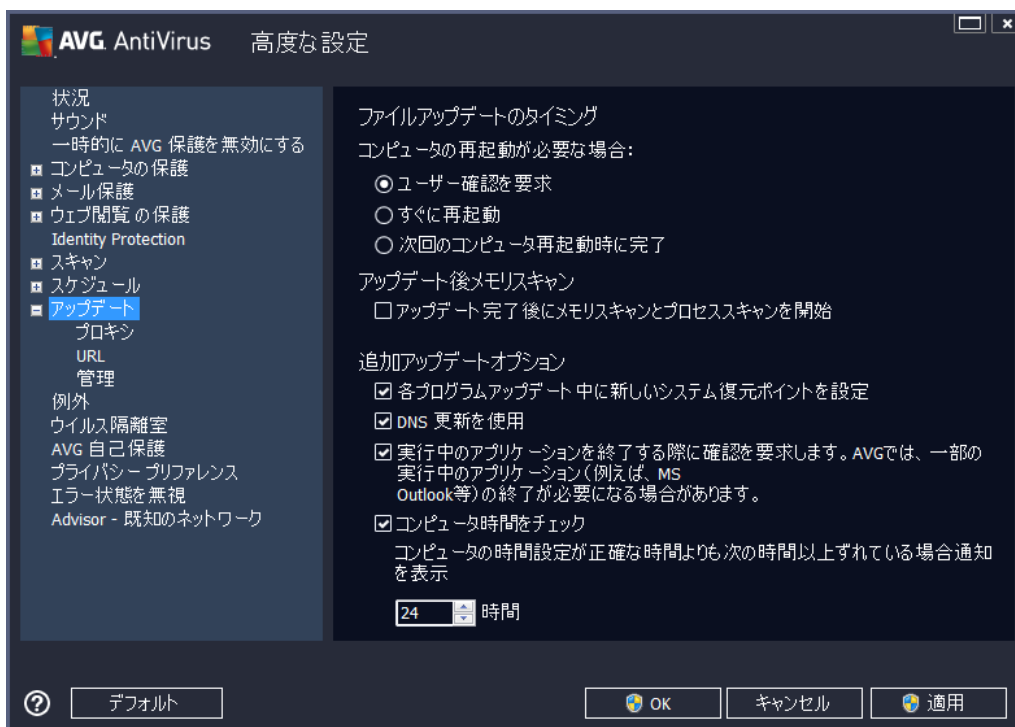 AVG AntiVirus 高度な設定
状況
サウンド
一時的に AVG 保護を無効にする
コンピュータの保護
メール保護
ウェブ閲覧 の保護
Identity Protection
スキャン
スケジュール
アップデート
プロキシ
URL
管理
例外
ウイルス隔離室
AVG 自己保護
プライバシー プリファレンス
エラー状態を無視
Advisor - 既知のネットワーク
ファイルアップデートのタイミング
コンピュータの再起動が必要な場合:
ユーザー確認を要求
すぐに再起動
次回のコンピュータ再起動時に完了
アップデート後メモリスキャン
アップデート完了後にメモリスキャンとプロセススキャンを開始
追加アップデートオプション
各プログラムアップデート中に新しいシステム復元ポイントを設定
DNS 更新を使用
実行中のアプリケーションを終了する際に確認を要求します。AVGでは、一部の
実行中のアプリケーション(例えば、MS
Outlook等)の終了が必要になる場合があります。
コンピュータ時間をチェック
コンピュータの時間設定が正確な時間よりも次の時間以上ずれている場合通知
を表示
24 時間
? デフォルト OK キャンセル 適用